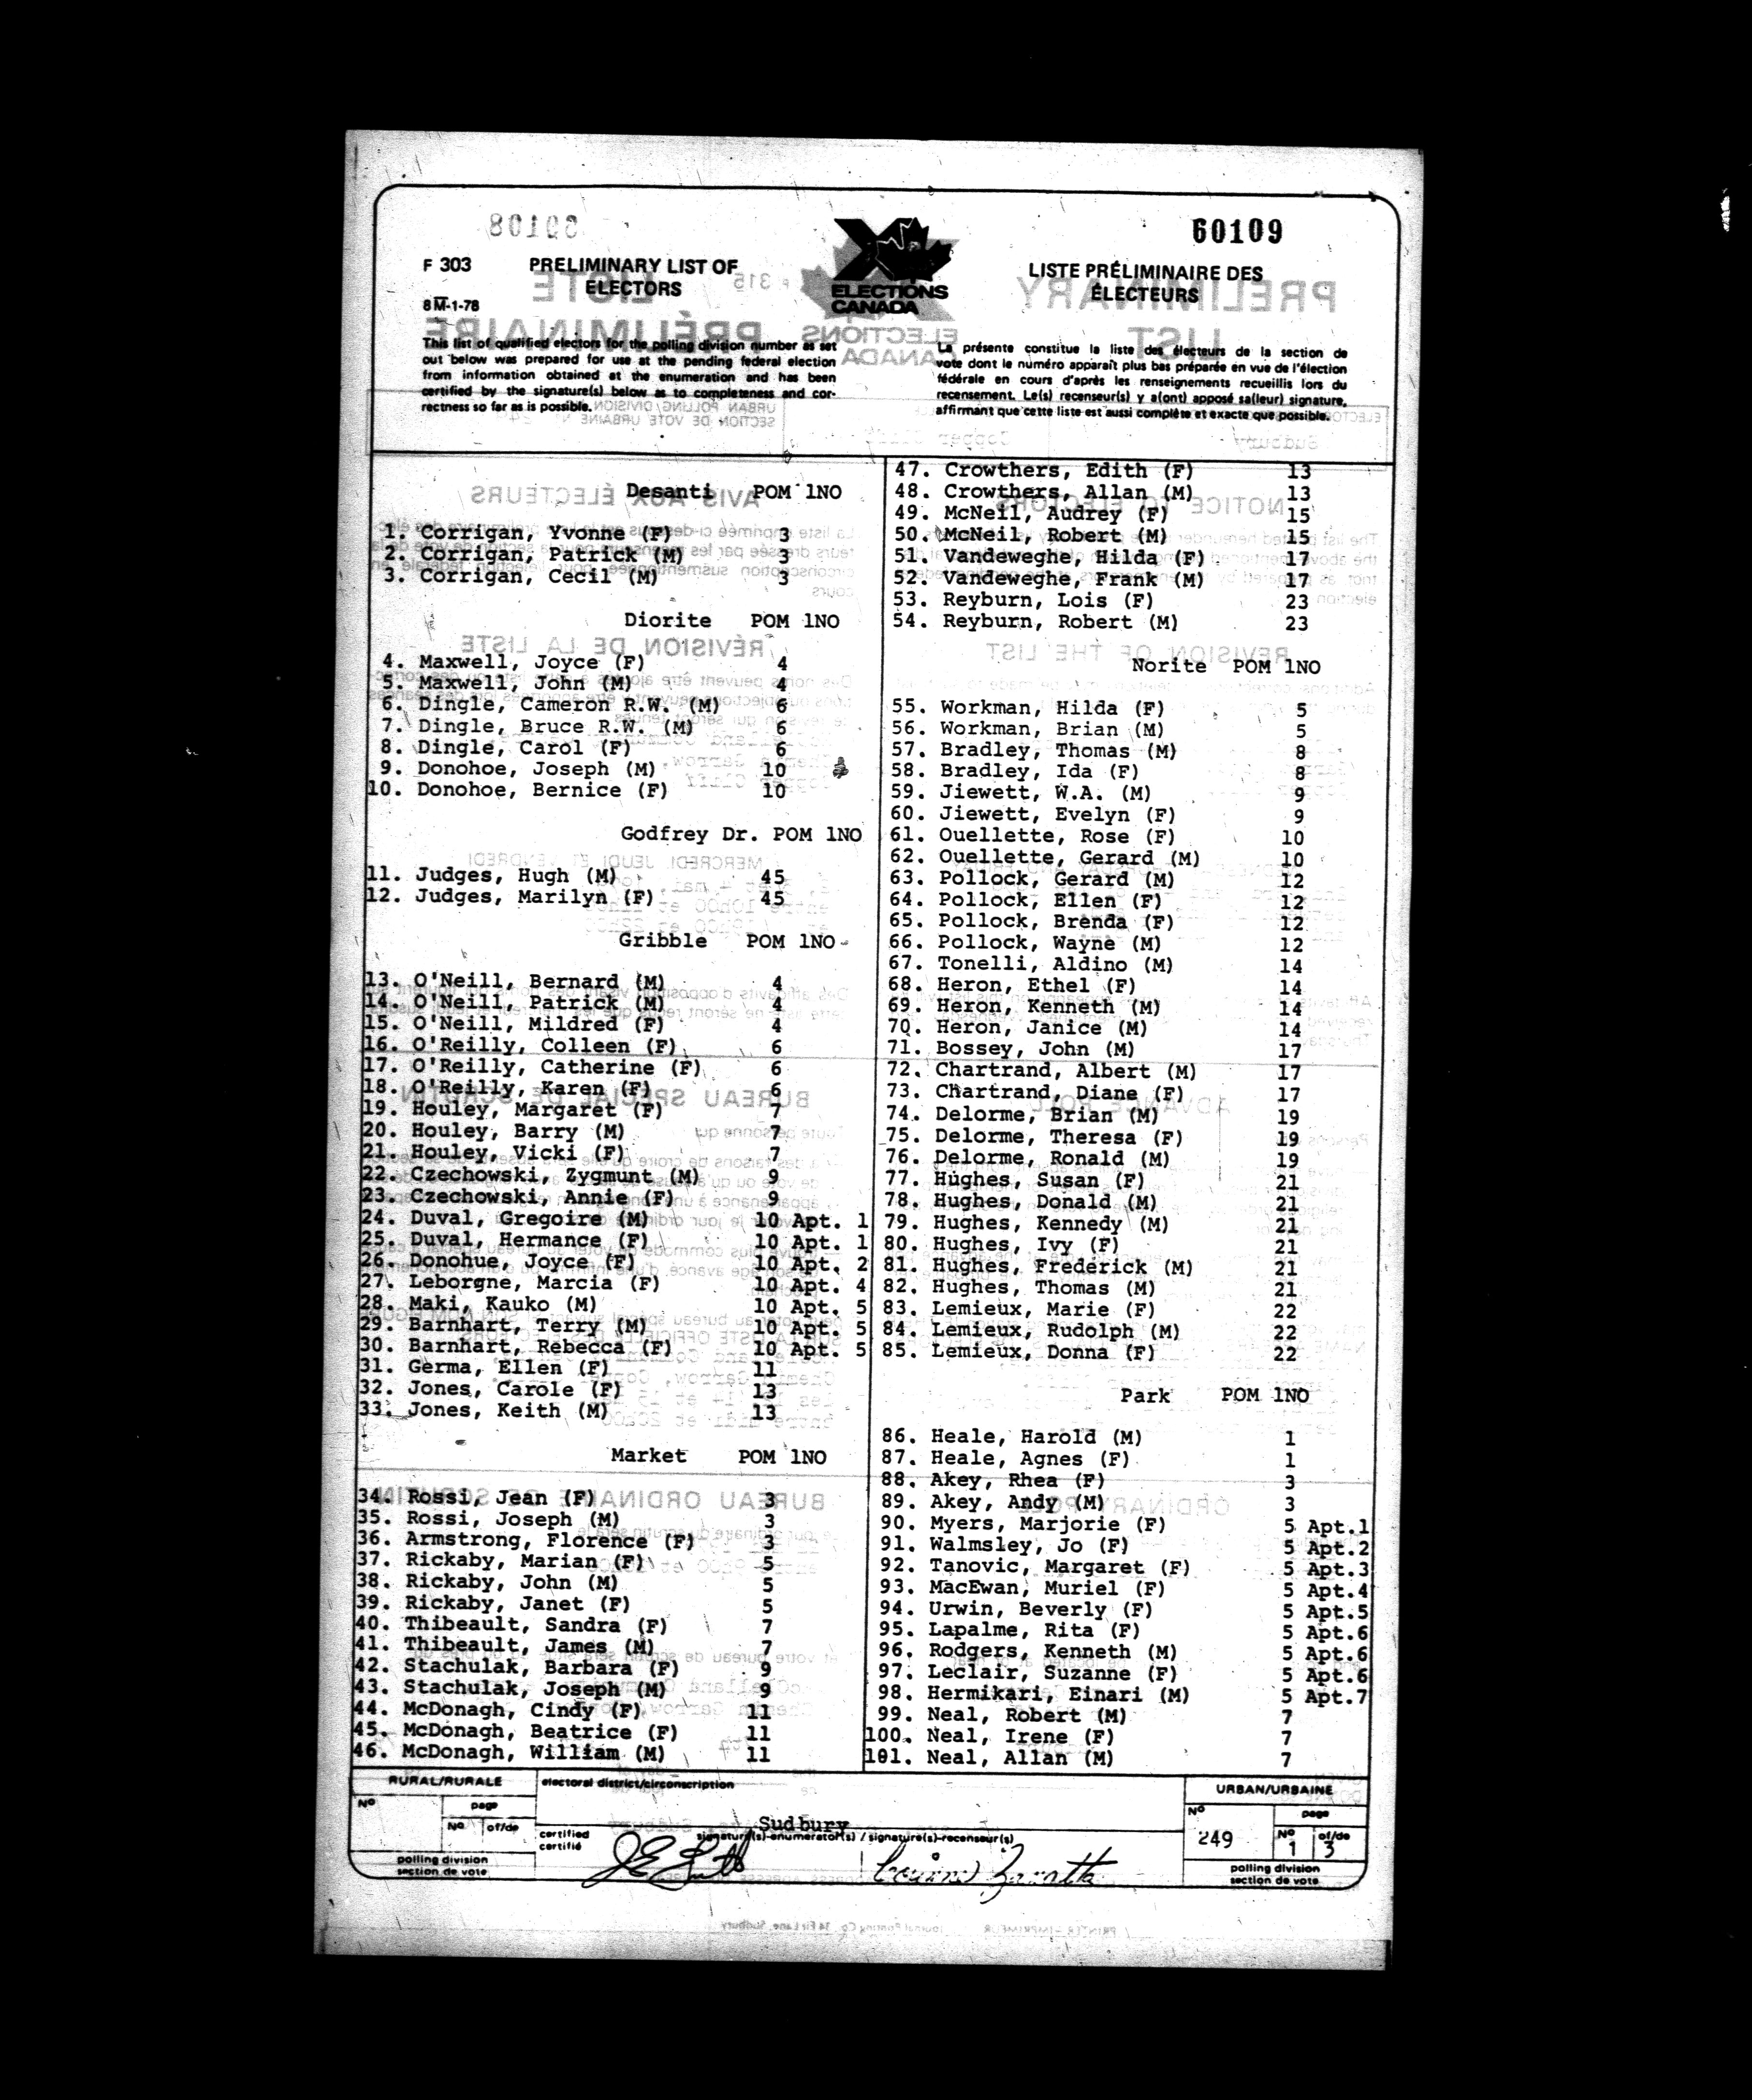 60109
F 303
PRELIMINARY LIST OF
ÉLECTORS
8M-1-78
ELECTIONS
CANADA
LISTE PRÉLIMINAIRE DES
ÉLECTEURS
This list of qualified electors for the polling division number as set
out below was prepared for use at the pending federal election
from information obtained at the enumeration and has been
certified by the signature(s) below as to completeness and cor-
rectness so far as is possible.
La présente constitue la liste des électeurs de la section de
vote dont le numéro apparaît plus bas préparée en vue de l'élection
fédérale en cours d'après les renseignements recueillis lors du
recensement. Le(s) recenseur(s) y a(ont) apposé sa(leur) signature,
affirmant que cette liste est aussi complète et exacte que possible.
Desanti POM 1NO
1. Corrigan, Yvonne (F) 3
2. Corrigan, Patrick (M) 3
3. Corrigan, Cecil (M) 3
Diorite POM 1NO
4. Maxwell, Joyce (F) 4
5. Maxwell, John (M) 4
6. Dingle, Cameron R.W. (M) 6
7. Dingle, Bruce R.W. (M) 6
8. Dingle, Carol (F) 6
9. Donohoe, Joseph (M) 10
10. Donohoe, Bernice (F) 10
Godfrey Dr. POM 1NO
11. Judges, Hugh (M) 45
12. Judges, Marilyn (F) 45
Gribble POM 1NO
13. O'Neill, Bernard (M) 4
14. O'Neill, Patrick (M) 4
15. O'Neill, Mildred (F) 4
16. O'Reilly, Colleen (F) 6
17. O'Reilly, Catherine (F) 6
18. O'Reilly, Karen (F) 6
19. Houley, Margaret (F) 7
20. Houley, Barry (M) 7
21. Houley, Vicki (F) 7
22. Czechowski, Zygmunt (M) 9
23. Czechowski, Annie (F) 9
24. Duval, Gregoire (M) 10 Apt. 1
25. Duval, Hermance (F) 10 Apt. 1
26. Donohue, Joyce (F) 10 Apt. 2
27. Leborgne, Marcia (F) 10 Apt. 4
28. Maki, Kauko (M) 10 Apt. 5
29. Barnhart, Terry (M) 10 Apt. 5
30. Barnhart, Rebecca (F) 10 Apt. 5
31. Germa, Ellen (F) 11
32. Jones, Carole (F) 13
33. Jones, Keith (M) 13
Market POM 1NO
34. Rossi, Jean (F) 3
35. Rossi, Joseph (M) 3
36. Armstrong, Florence (F) 3
37. Rickaby, Marian (F) 5
38. Rickaby, John (M) 5
39. Rickaby, Janet (F) 5
40. Thibeault, Sandra (F) 7
41. Thibeault, James (M) 7
42. Stachulak, Barbara (F) 9
43. Stachulak, Joseph (M) 9
44. McDonagh, Cindy (F) 11
45. McDonagh, Beatrice (F) 11
46. McDonagh, William (M) 11
47. Crowthers, Edith (F) 13
48. Crowthers, Allan (M) 13
49. McNeil, Audrey (F) 15
50. McNeil, Robert (M) 15
51. Vandeweghe, Hilda (F) 17
52. Vandeweghe, Frank (M) 17
53. Reyburn, Lois (F) 23
54. Reyburn, Robert (M) 23
Norite POM 1NO
55. Workman, Hilda (F) 5
56. Workman, Brian (M) 5
57. Bradley, Thomas (M) 8
58. Bradley, Ida (F) 8
59. Jiewett, W.A. (M) 9
60. Jiewett, Evelyn (F) 9
61. Ouellette, Rose (F) 10
62. Ouellette, Gerard (M) 10
63. Pollock, Gerard (M) 12
64. Pollock, Ellen (F) 12
65. Pollock, Brenda (F) 12
66. Pollock, Wayne (M) 12
67. Tonelli, Aldino (M) 14
68. Heron, Ethel (F) 14
69. Heron, Kenneth (M) 14
70. Heron, Janice (M) 14
71. Bossey, John (M) 17
72. Chartrand, Albert (M) 17
73. Chartrand, Diane (F) 17
74. Delorme, Brian (M) 19
75. Delorme, Theresa (F) 19
76. Delorme, Ronald (M) 19
77. Hughes, Susan (F) 21
78. Hughes, Donald (M) 21
79. Hughes, Kennedy (M) 21
80. Hughes, Ivy (F) 21
81. Hughes, Frederick (M) 21
82. Hughes, Thomas (M) 21
83. Lemieux, Marie (F) 22
84. Lemieux, Rudolph (M) 22
85. Lemieux, Donna (F) 22
Park POM 1NO
86. Heale, Harold (M) 1
87. Heale, Agnes (F) 1
88. Akey, Rhea (F) 3
89. Akey, Andy (M) 3
90. Myers, Marjorie (F) 5 Apt.1
91. Walmsley, Jo (F) 5 Apt.2
92. Tanovic, Margaret (F) 5 Apt.3
93. MacEwan, Muriel (F) 5 Apt.4
94. Urwin, Beverly (F) 5 Apt.5
95. Lapalme, Rita (F) 5 Apt.6
96. Rodgers, Kenneth (M) 5 Apt.6
97. Leclair, Suzanne (F) 5 Apt.6
98. Hermikari, Einari (M) 5 Apt.7
99. Neal, Robert (M) 7
100. Neal, Irene (F) 7
101. Neal, Allan (M) 7
RURAL/RURALE
No
page
No of/de
polling division
section de vote
electoral district/circonscription
Sudbury
certified
certifié
signature(s)-enumerator(s) / signature(s)-recenseur(s)
URBAN/URBAINE
No
249
page
No of/de
1 3
polling division
section de vote